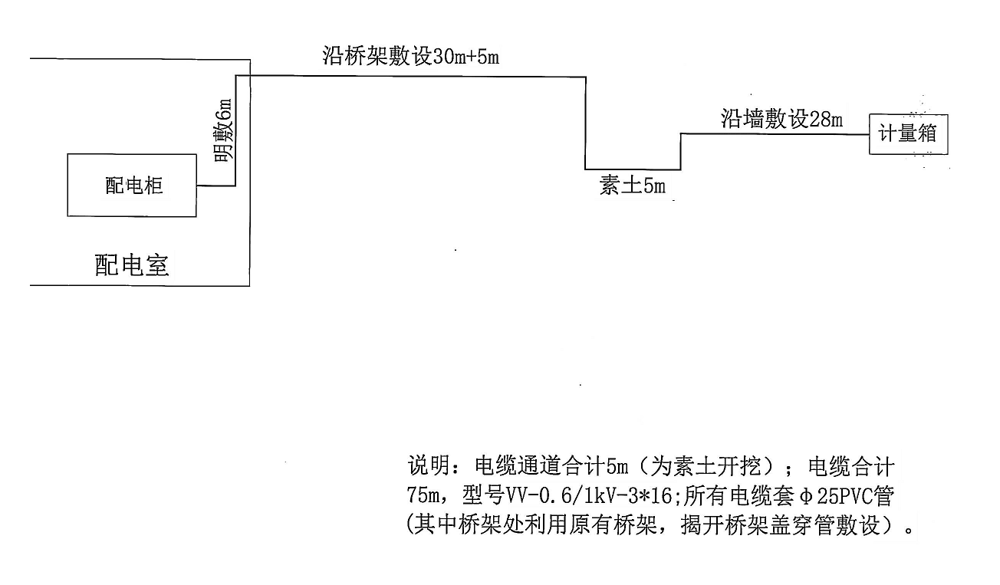 沿桥架敷设30m+5m
沿墙敷设28m
计量箱
明敷6m
配电柜
素土5m
配电室
说明：电缆通道合计5m（为素土开挖）；电缆合计
75m，型号VV-0.6/1kV-3*16;所有电缆套φ25PVC管
(其中桥架处利用原有桥架，揭开桥架盖穿管敷设）。